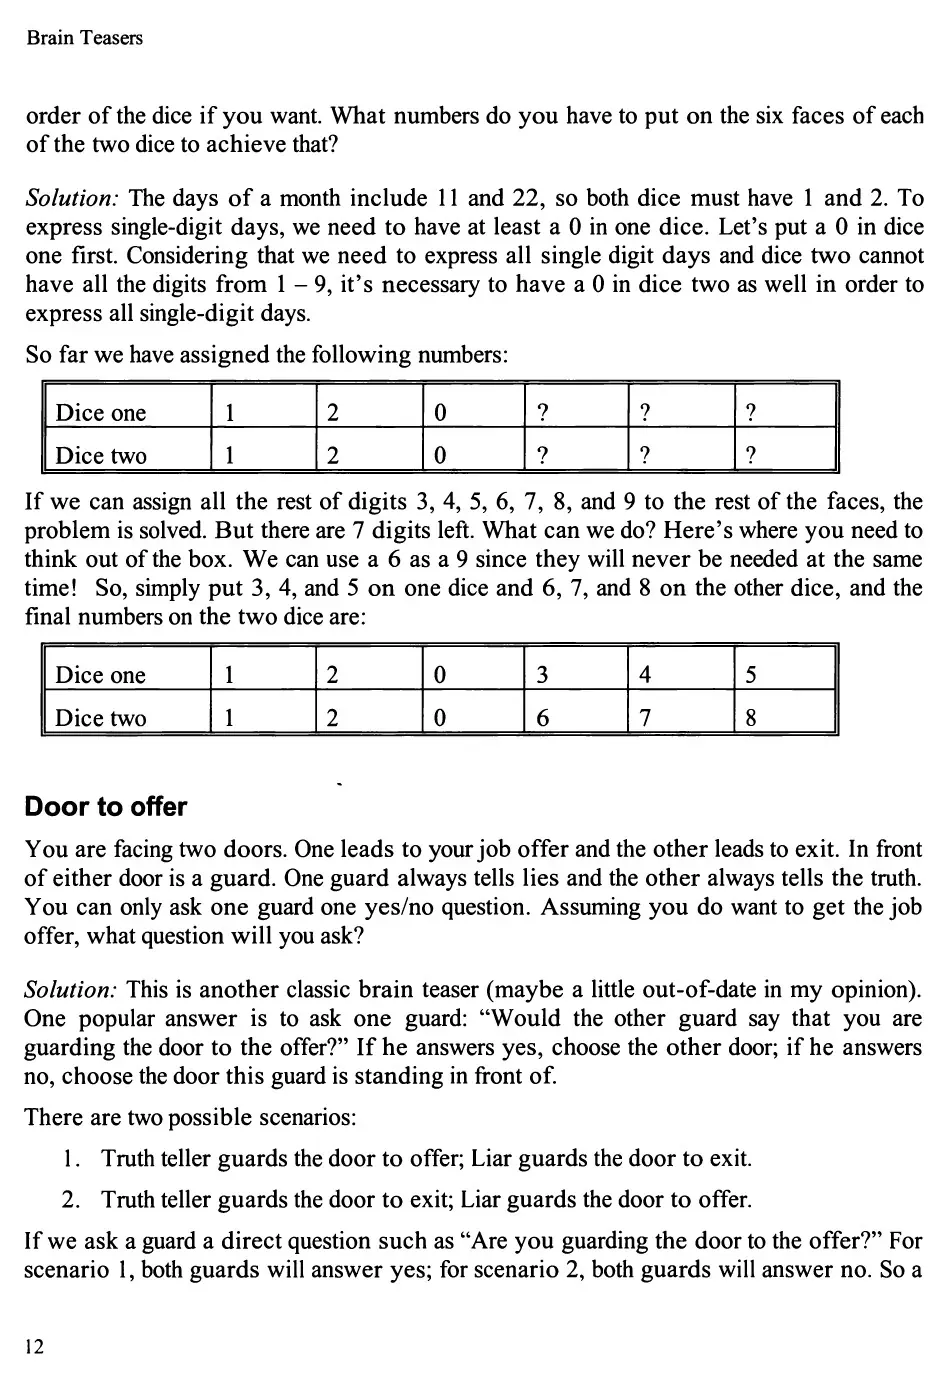 Brain Teasers
order of the dice if you want. What numbers do you have to put on the six faces of each
of the two dice to achieve that?
Solution: The days of a month include 11 and 22, so both dice must have 1 and 2. To
express single-digit days, we need to have at least a 0 in one dice. Let's put a 0 in dice
one first. Considering that we need to express all single digit days and dice two cannot
have all the digits from 1 – 9, it's necessary to have a 0 in dice two as well in order to
express all single-digit days.
So far we have assigned the following numbers:
Dice one 1 2 0 ? ? ?
Dice two 1 2 0 ? ? ?
If we can assign all the rest of digits 3, 4, 5, 6, 7, 8, and 9 to the rest of the faces, the
problem is solved. But there are 7 digits left. What can we do? Here's where you need to
think out of the box. We can use a 6 as a 9 since they will never be needed at the same
time! So, simply put 3, 4, and 5 on one dice and 6, 7, and 8 on the other dice, and the
final numbers on the two dice are:
Dice one 1 2 0 3 4 5
Dice two 1 2 0 6 7 8
Door to offer
You are facing two doors. One leads to your job offer and the other leads to exit. In front
of either door is a guard. One guard always tells lies and the other always tells the truth.
You can only ask one guard one yes/no question. Assuming you do want to get the job
offer, what question will you ask?
Solution: This is another classic brain teaser (maybe a little out-of-date in my opinion).
One popular answer is to ask one guard: “Would the other guard say that you are
guarding the door to the offer?” If he answers yes, choose the other door; if he answers
no, choose the door this guard is standing in front of.
There are two possible scenarios:
1. Truth teller guards the door to offer; Liar guards the door to exit.
2. Truth teller guards the door to exit; Liar guards the door to offer.
If we ask a guard a direct question such as “Are you guarding the door to the offer?” For
scenario 1, both guards will answer yes; for scenario 2, both guards will answer no. So a
12